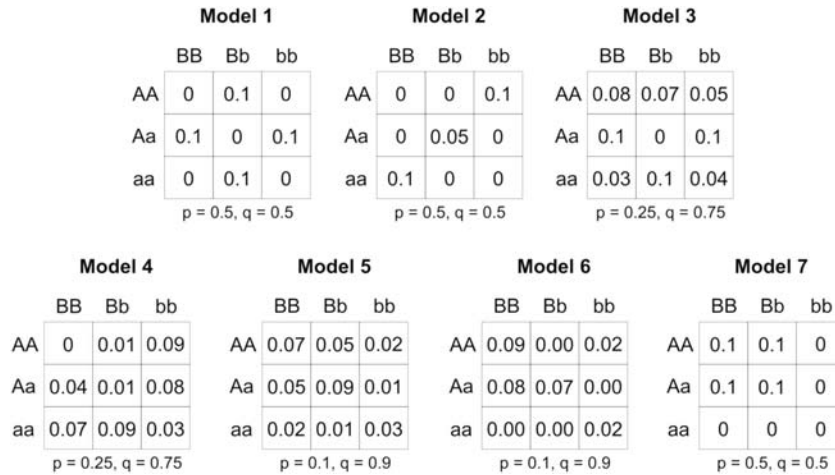 Model 1 Model 2 Model 3
BB Bb bb BB Bb bb BB Bb bb
AA 0 0.1 0 AA 0 0 0.1 AA 0.08 0.07 0.05
Aa 0.1 0 0.1 Aa 0 0.05 0 Aa 0.1 0 0.1
aa 0 0.1 0 aa 0.1 0 0 aa 0.03 0.1 0.04
p = 0.5, q = 0.5 p = 0.5, q = 0.5 p = 0.25, q = 0.75
Model 4 Model 5 Model 6 Model 7
BB Bb bb BB Bb bb BB Bb bb BB Bb bb
AA 0 0.01 0.09 AA 0.07 0.05 0.02 AA 0.09 0.00 0.02 AA 0.1 0.1 0
Aa 0.04 0.01 0.08 Aa 0.05 0.09 0.01 Aa 0.08 0.07 0.00 Aa 0.1 0.1 0
aa 0.07 0.09 0.03 aa 0.02 0.01 0.03 aa 0.00 0.00 0.02 aa 0 0 0
p = 0.25, q = 0.75 p = 0.1, q = 0.9 p = 0.1, q = 0.9 p = 0.5, q = 0.5